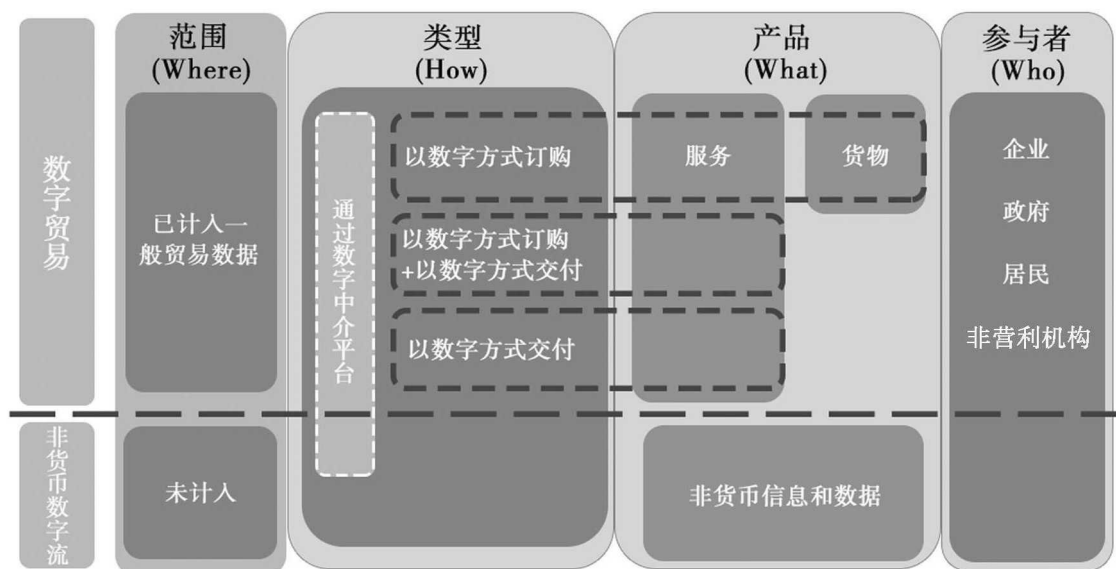 范围
(Where)
类型
(How)
产品
(What)
参与者
(Who)
数字贸易
已计入一
般贸易数据
通过数字中介平台
以数字方式订购
以数字方式订购
+以数字方式交付
以数字方式交付
服务
货物
企业
政府
居民
非营利机构
非货币数字流
未计入
非货币信息和数据